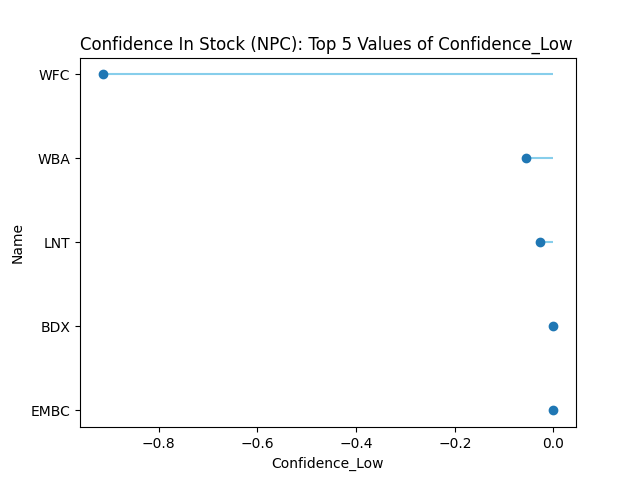 Confidence In Stock (NPC): Top 5 Values of Confidence_Low
WFC
WBA
LNT
BDX
EMBC
Name
−0.8 −0.6 −0.4 −0.2 0.0
Confidence_Low